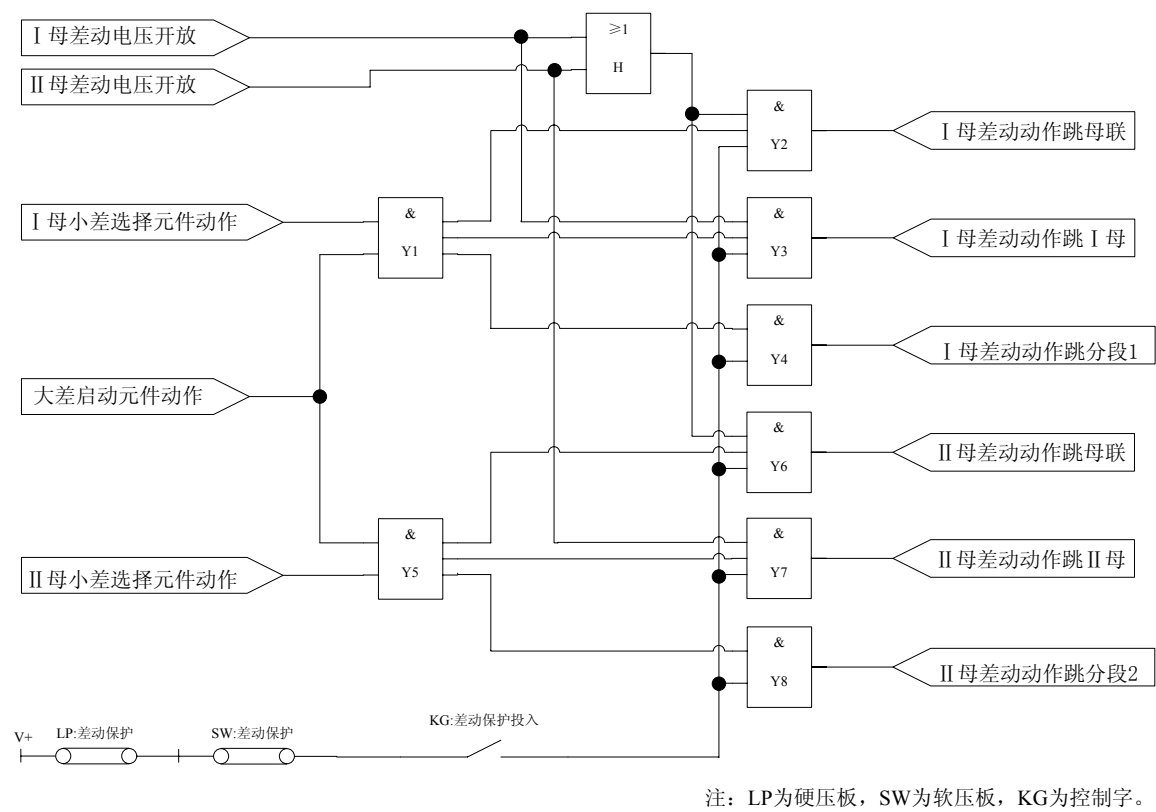 Ⅰ母差动电压开放
Ⅱ母差动电压开放
≥1
H
&
Y2
Ⅰ母差动动作跳母联
Ⅰ母小差选择元件动作
&
Y1
&
Y3
Ⅰ母差动动作跳Ⅰ母
&
Y4
Ⅰ母差动动作跳分段1
大差启动元件动作
&
Y6
Ⅱ母差动动作跳母联
&
Y5
Ⅱ母小差选择元件动作
&
Y7
Ⅱ母差动动作跳Ⅱ母
&
Y8
Ⅱ母差动动作跳分段2
V+
LP:差动保护
SW:差动保护
KG:差动保护投入
注：LP为硬压板，SW为软压板，KG为控制字。